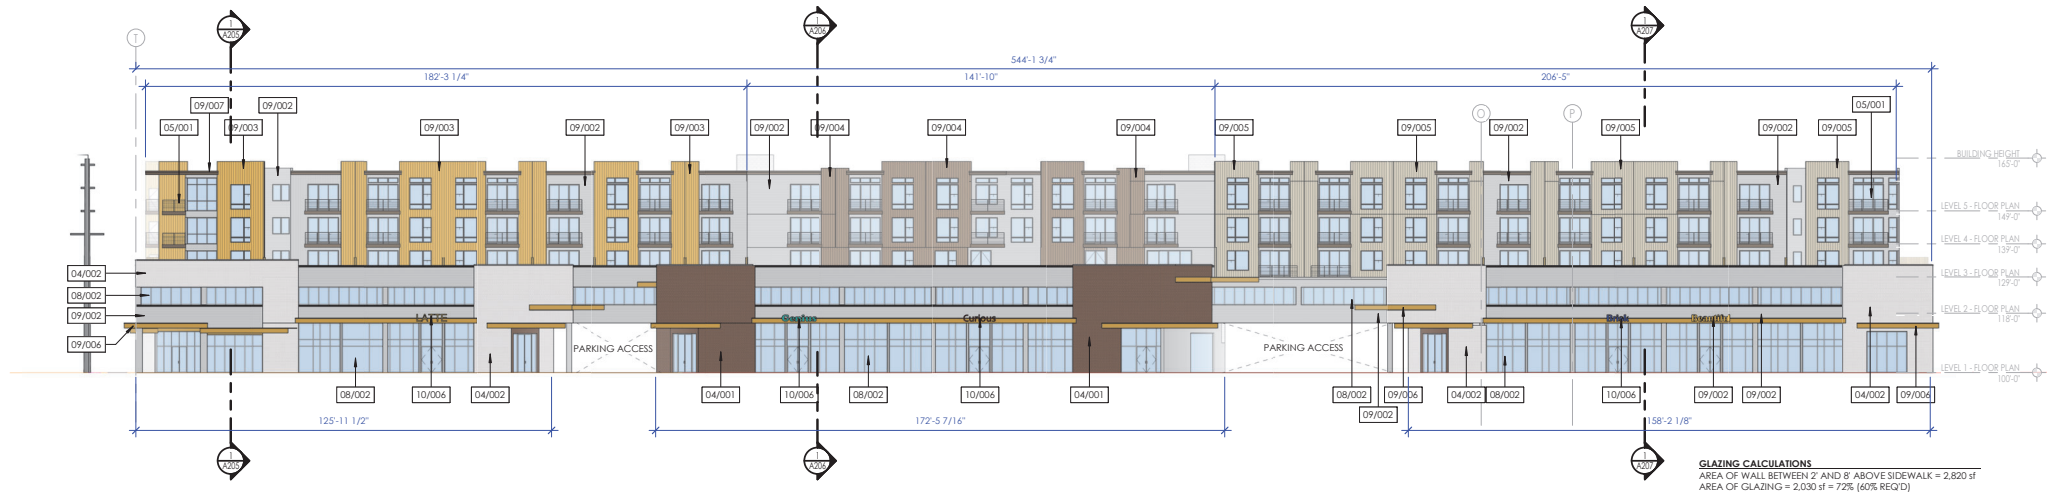 1
A205
1
A206
1
A207
T
544'-1 3/4"
182'-3 1/4"
141'-10"
206'-5"
09/007
09/002
05/001
O
P
05/001
09/003
09/003
09/002
09/003
09/002
09/004
09/004
09/004
09/005
09/005
09/002
09/005
09/002
09/005
BUILDING HEIGHT
165'-0"
LEVEL 5 - FLOOR PLAN
149'-0"
LEVEL 4 - FLOOR PLAN
139'-0"
LEVEL 3 - FLOOR PLAN
129'-0"
LEVEL 2 - FLOOR PLAN
118'-0"
LEVEL 1 - FLOOR PLAN
100'-0"
04/002
08/002
09/002
09/006
LATTE
Genius
Curious
Brick
Beautiful
PARKING ACCESS
PARKING ACCESS
08/002
10/006
04/002
04/001
10/006
08/002
10/006
04/001
08/002
09/006
04/002
08/002
10/006
09/002
09/002
04/002
09/006
09/002
125'-11 1/2"
172'-5 7/16"
158'-2 1/8"
1
A205
1
A206
1
A207
GLAZING CALCULATIONS
AREA OF WALL BETWEEN 2' AND 8' ABOVE SIDEWALK = 2,820 sf
AREA OF GLAZING = 2,030 sf = 72% (60% REQ'D)